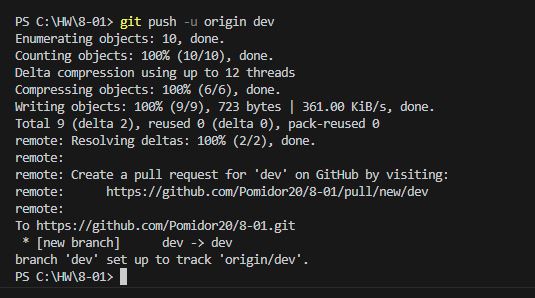 PS C:\HW\8-01> git push -u origin dev
Enumerating objects: 10, done.
Counting objects: 100% (10/10), done.
Delta compression using up to 12 threads
Compressing objects: 100% (6/6), done.
Writing objects: 100% (9/9), 723 bytes | 361.00 KiB/s, done.
Total 9 (delta 2), reused 0 (delta 0), pack-reused 0
remote: Resolving deltas: 100% (2/2), done.
remote:
remote: Create a pull request for 'dev' on GitHub by visiting:
remote:      https://github.com/Pomidor20/8-01/pull/new/dev
remote:
To https://github.com/Pomidor20/8-01.git
 * [new branch]      dev -> dev
branch 'dev' set up to track 'origin/dev'.
PS C:\HW\8-01>